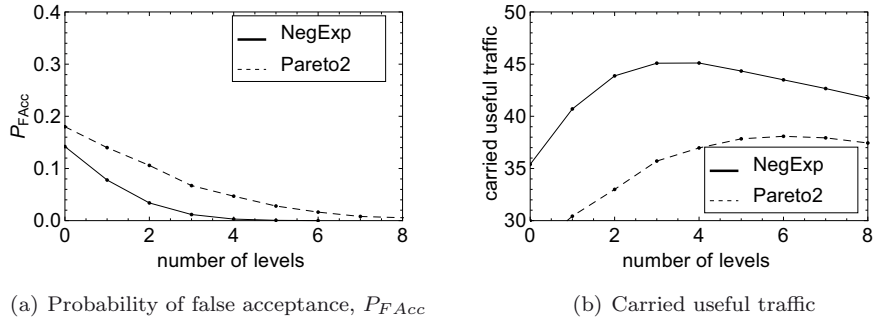 0.4
0.3
0.2
0.1
0.0
P_FAcc
NegExp
Pareto2
0 2 4 6 8
number of levels
(a) Probability of false acceptance, P_FAcc
50
45
40
35
30
carried useful traffic
NegExp
Pareto2
0 2 4 6 8
number of levels
(b) Carried useful traffic